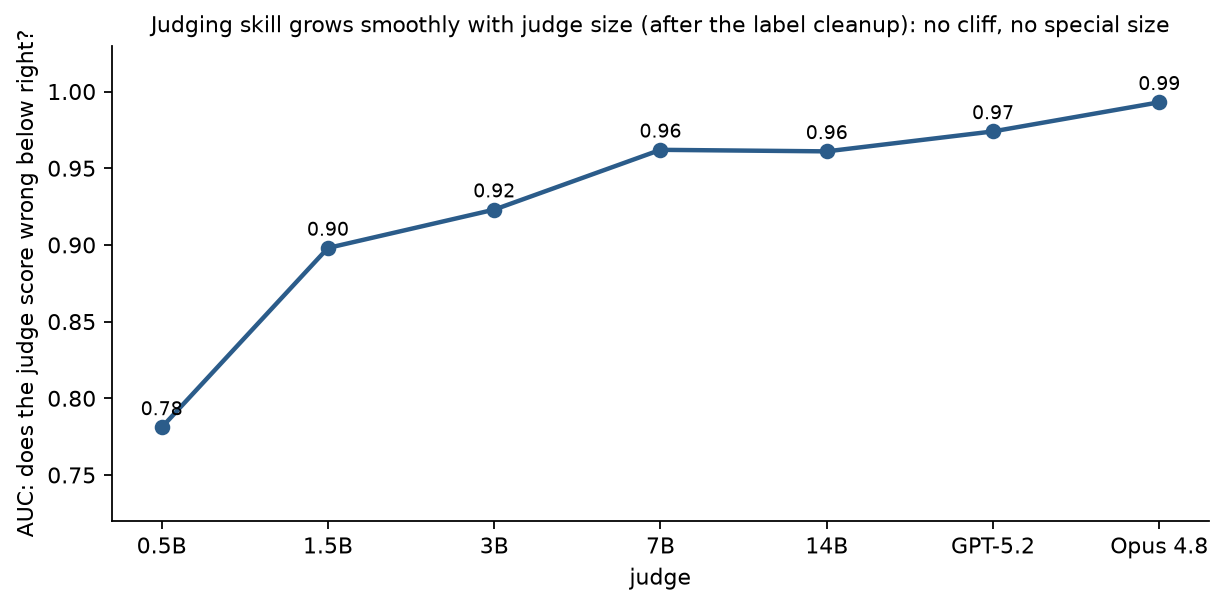 Judging skill grows smoothly with judge size (after the label cleanup): no cliff, no special size
AUC: does the judge score wrong below right?
1.00
0.95
0.90
0.85
0.80
0.75
0.78
0.90
0.92
0.96
0.96
0.97
0.99
0.5B
1.5B
3B
7B
14B
GPT-5.2
Opus 4.8
judge